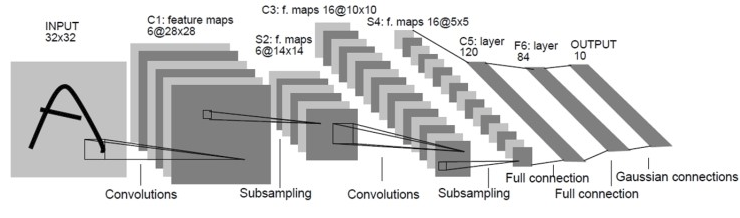 INPUT
32x32
C1: feature maps
6@28x28
S2: f. maps
6@14x14
C3: f. maps 16@10x10
S4: f. maps 16@5x5
C5: layer
120
F6: layer
84
OUTPUT
10
A
Convolutions
Subsampling
Convolutions
Subsampling
Full connection
Full connection
Gaussian connections